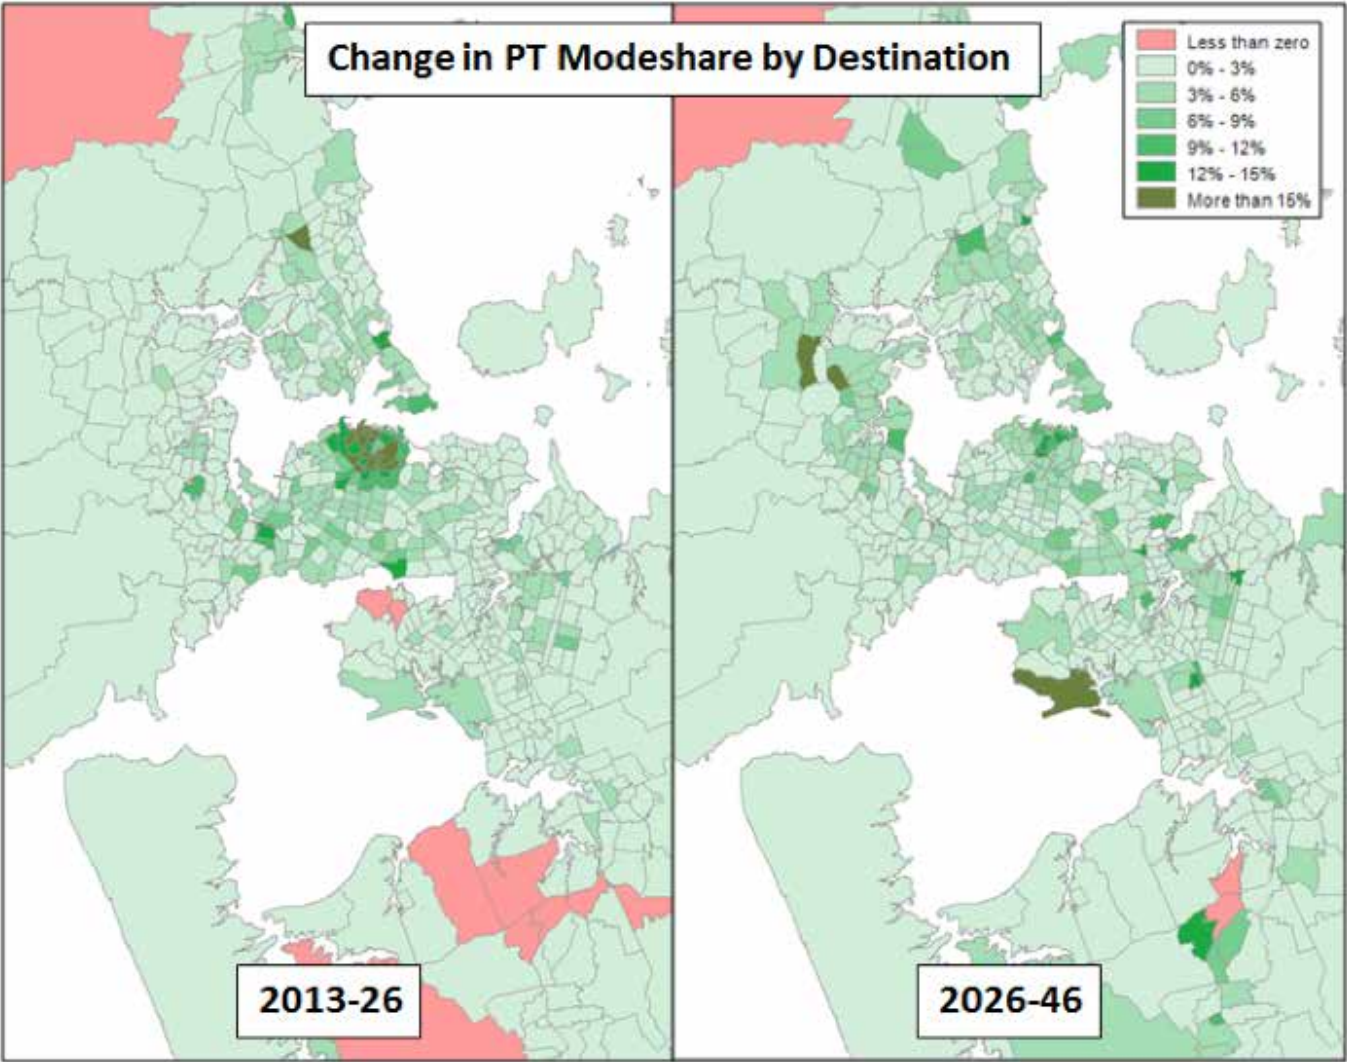 Change in PT Modeshare by Destination
Less than zero
0% - 3%
3% - 6%
6% - 9%
9% - 12%
12% - 15%
More than 15%
2013-26
2026-46